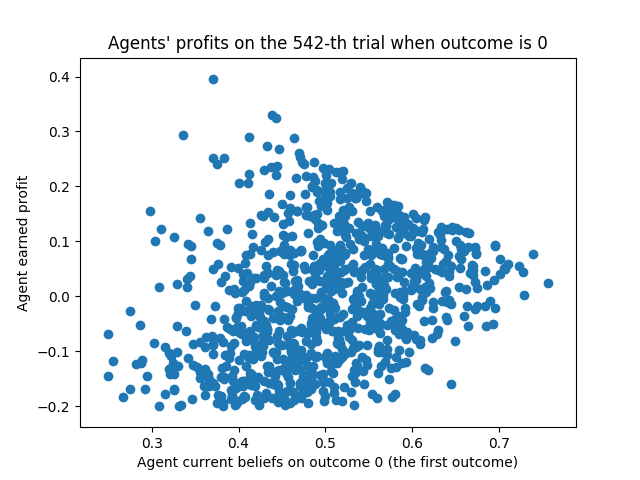 Agents' profits on the 542-th trial when outcome is 0
0.4
0.3
0.2
0.1
0.0
−0.1
−0.2
Agent earned profit
0.3 0.4 0.5 0.6 0.7
Agent current beliefs on outcome 0 (the first outcome)